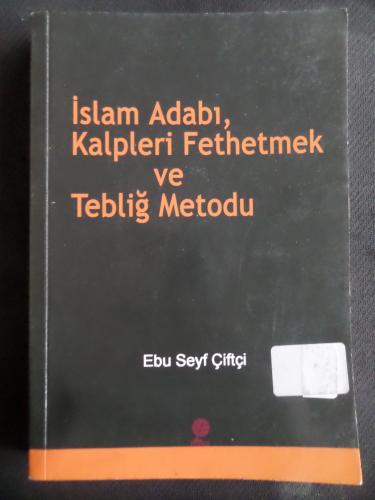 İslam Adabı,
Kalpleri Fethetmek
ve
Tebliğ Metodu
Ebu Seyf Çiftçi